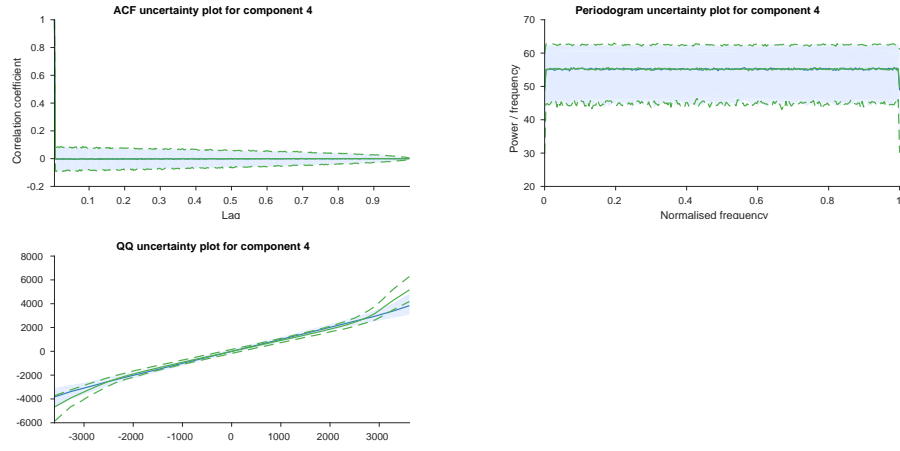 ACF uncertainty plot for component 4
1
0.8
0.6
0.4
0.2
0
-0.2
Correlation coefficient
0.1 0.2 0.3 0.4 0.5 0.6 0.7 0.8 0.9
Lag
Periodogram uncertainty plot for component 4
70
60
50
40
30
20
Power / frequency
0 0.2 0.4 0.6 0.8 1
Normalised frequency
QQ uncertainty plot for component 4
8000
6000
4000
2000
0
-2000
-4000
-6000
-3000 -2000 -1000 0 1000 2000 3000